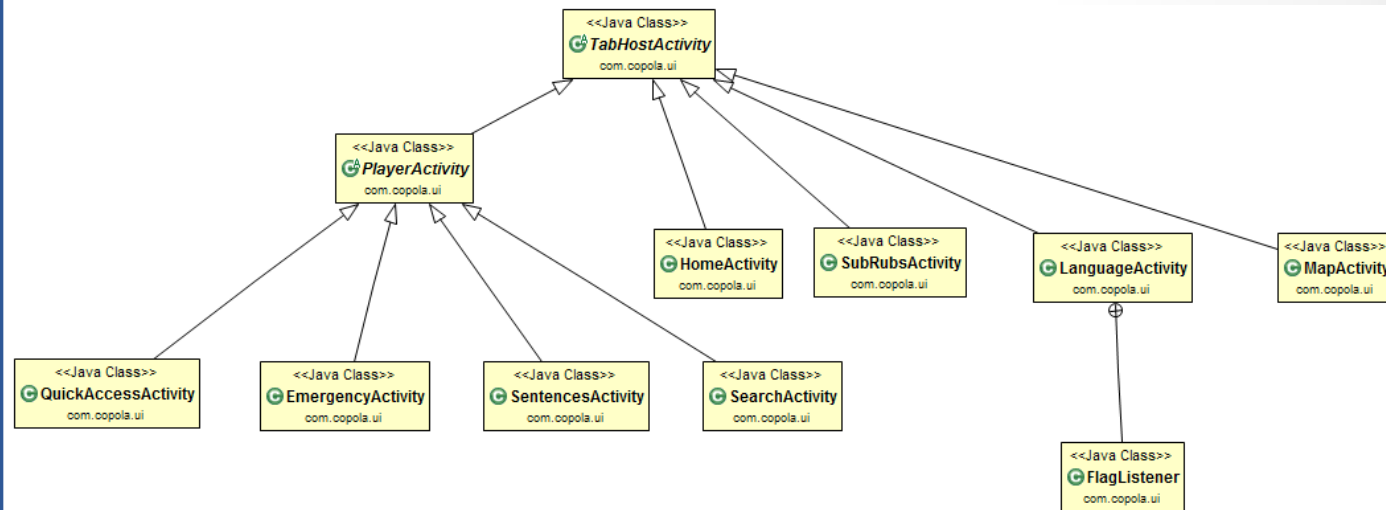 <<Java Class>>
TabHostActivity
com.copola.ui
<<Java Class>>
PlayerActivity
com.copola.ui
<<Java Class>>
HomeActivity
com.copola.ui
<<Java Class>>
SubRubsActivity
com.copola.ui
<<Java Class>>
LanguageActivity
com.copola.ui
<<Java Class>>
MapActivity
com.copola.ui
<<Java Class>>
QuickAccessActivity
com.copola.ui
<<Java Class>>
EmergencyActivity
com.copola.ui
<<Java Class>>
SentencesActivity
com.copola.ui
<<Java Class>>
SearchActivity
com.copola.ui
<<Java Class>>
FlagListener
com.copola.ui